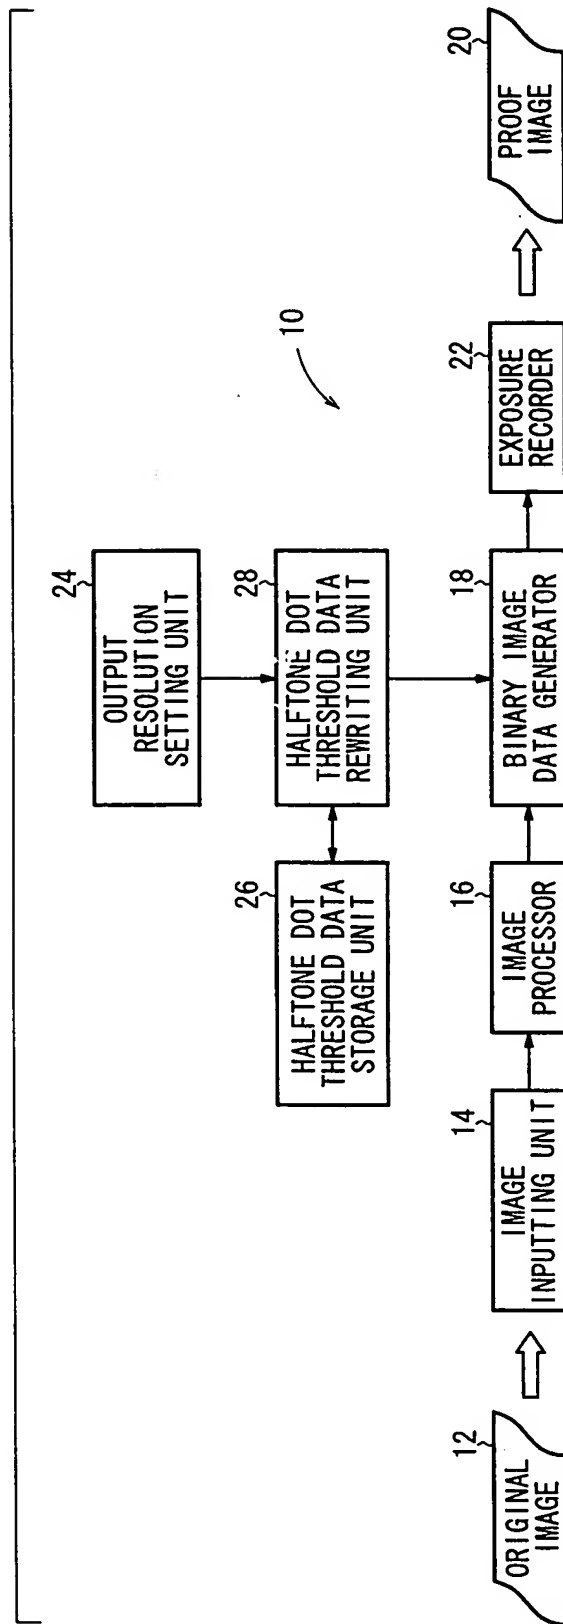 10
24
OUTPUT
RESOLUTION
SETTING UNIT
26
HALFTONE DOT
THRESHOLD DATA
STORAGE UNIT
28
HALFTONE DOT
THRESHOLD DATA
REWRITING UNIT
12
ORIGINAL
IMAGE
14
IMAGE
INPUTTING UNIT
16
IMAGE
PROCESSOR
18
BINARY IMAGE
DATA GENERATOR
22
EXPOSURE
RECORDER
20
PROOF
IMAGE